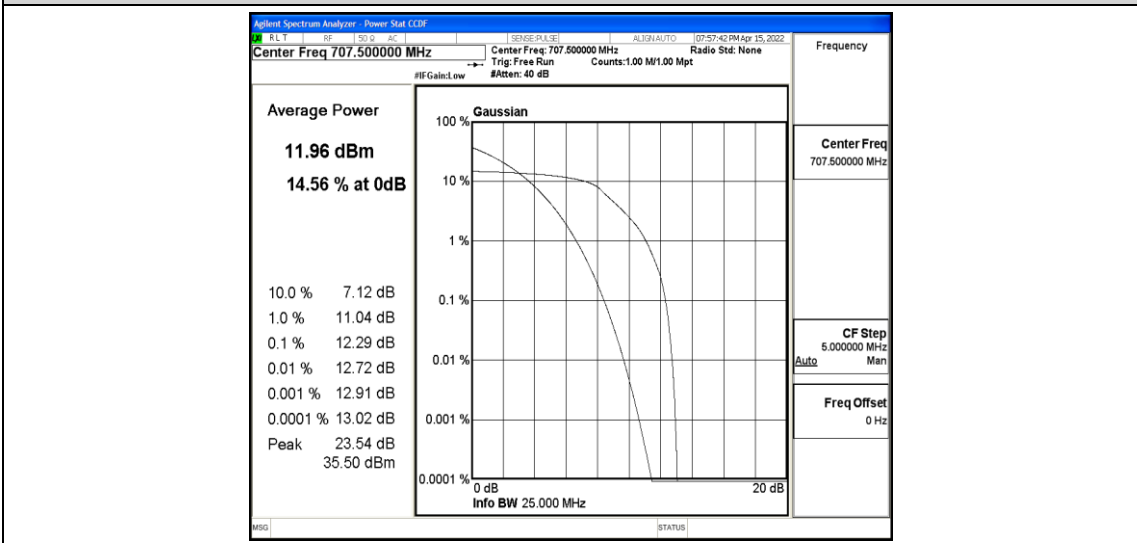 Agilent Spectrum Analyzer - Power Stat CCDF
LXI RL T RF 50 Ω AC SENSE:PULSE ALIGN AUTO 07:57:42 PM Apr 15, 2022
Center Freq 707.500000 MHz
Center Freq: 707.500000 MHz Radio Std: None
Trig: Free Run Counts:1.00 M/1.00 Mpt
#IFGain:Low #Atten: 40 dB
Frequency
Average Power
11.96 dBm
14.56 % at 0dB
10.0 % 7.12 dB
1.0 % 11.04 dB
0.1 % 12.29 dB
0.01 % 12.72 dB
0.001 % 12.91 dB
0.0001 % 13.02 dB
Peak 23.54 dB
35.50 dBm
Gaussian
100 %
10 %
1 %
0.1 %
0.01 %
0.001 %
0.0001 %
0 dB 20 dB
Info BW 25.000 MHz
Center Freq
707.500000 MHz
CF Step
5.000000 MHz
Auto Man
Freq Offset
0 Hz
MSG STATUS